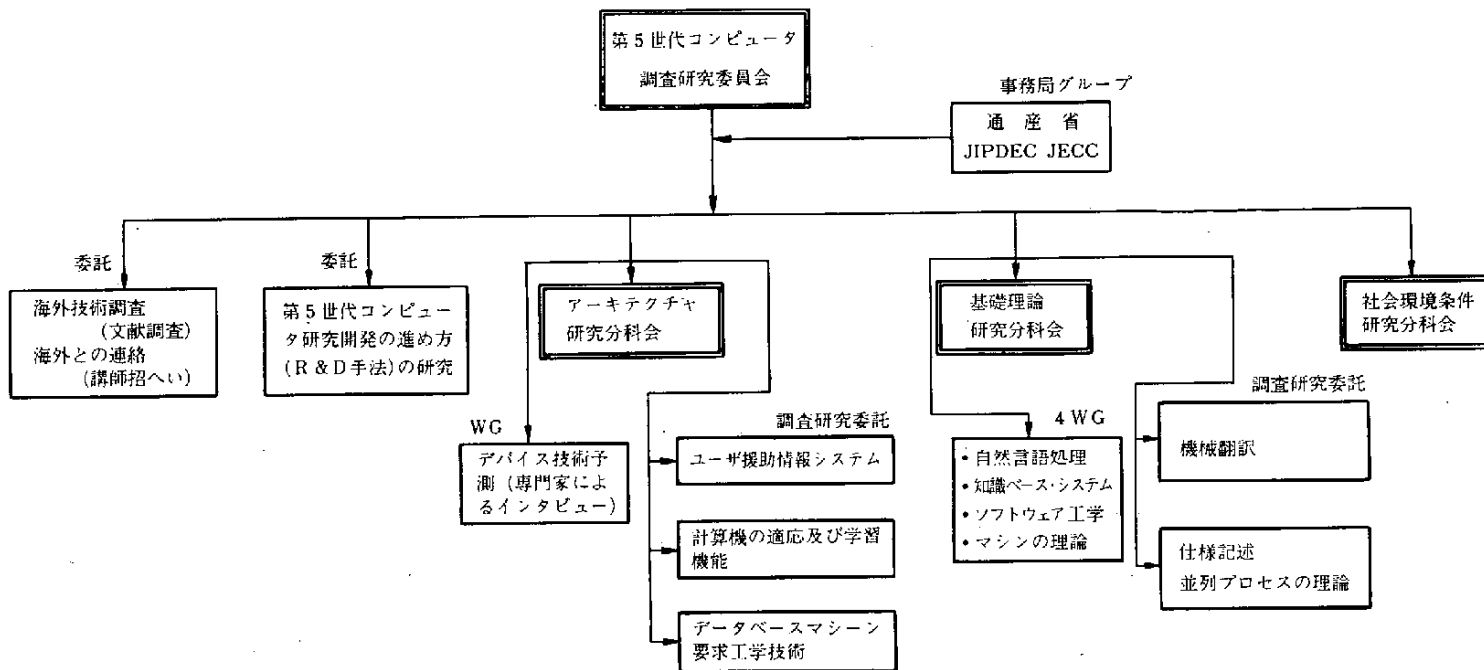 第5世代コンピュータ
調査研究委員会
事務局グループ
通産省
JIPDEC JECC
委託
海外技術調査
(文献調査)
海外との連絡
(講師招へい)
委託
第5世代コンピュー
タ研究開発の進め方
(R&D手法)の研究
アーキテクチャ
研究分科会
基礎理論
研究分科会
社会環境条件
研究分科会
WG
デバイス技術予
測(専門家によ
るインタビュー)
調査研究委託
ユーザ援助情報システム
計算機の適応及び学習
機能
データベースマシーン
要求工学技術
4WG
・自然言語処理
・知識ベース・システム
・ソフトウェア工学
・マシンの理論
調査研究委託
機械翻訳
仕様記述
並列プロセスの理論